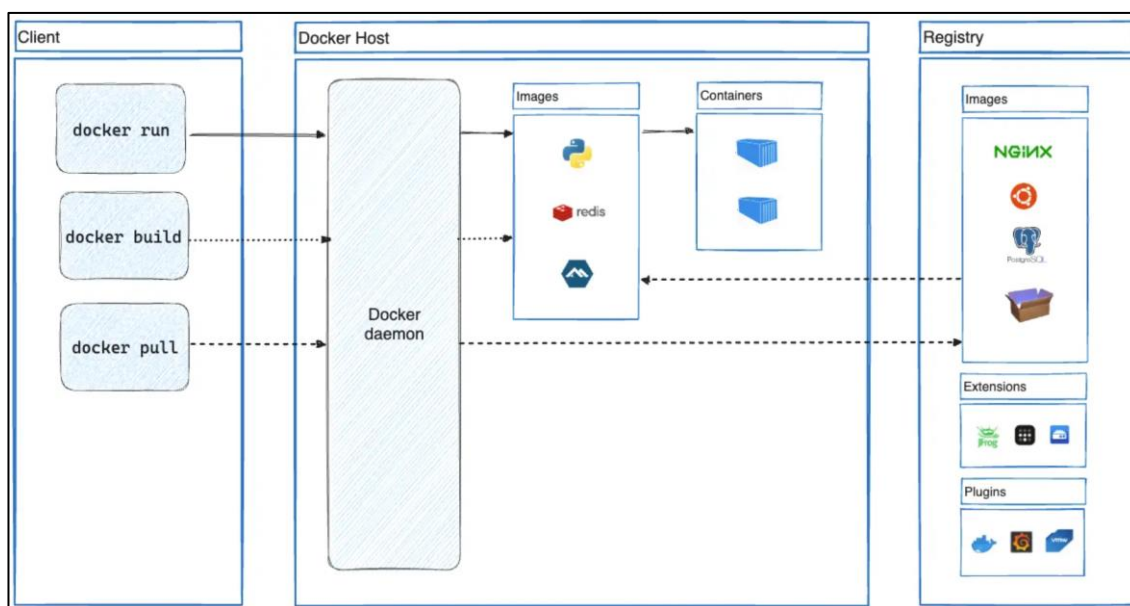 Client
docker run
docker build
docker pull
Docker Host
Docker
daemon
Images
redis
Containers
Registry
Images
NGiNX
PostgreSQL
Extensions
JFrog
Plugins